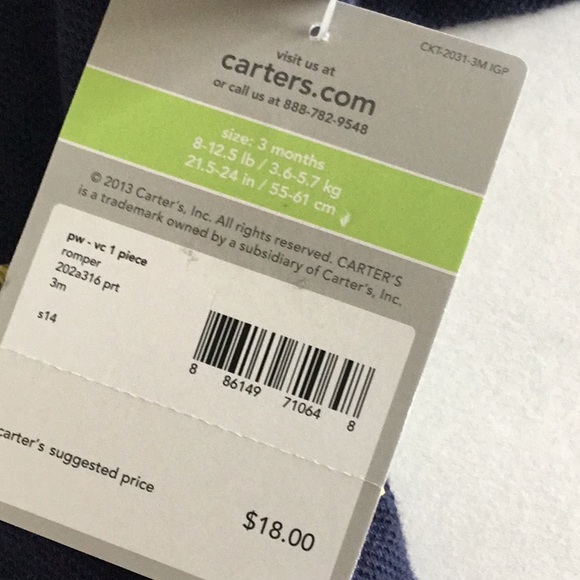 CKT-2031-3M IGP
visit us at
carters.com
or call us at 888-782-9548
size: 3 months
8-12.5 lb / 3.6-5.7 kg
21.5-24 in / 55-61 cm
© 2013 Carter's, Inc. All rights reserved. CARTER'S
is a trademark owned by a subsidiary of Carter's, Inc.
pw - vc 1 piece
romper
202a316 prt
3m
s14
8 86149 71064 8
carter's suggested price
$18.00